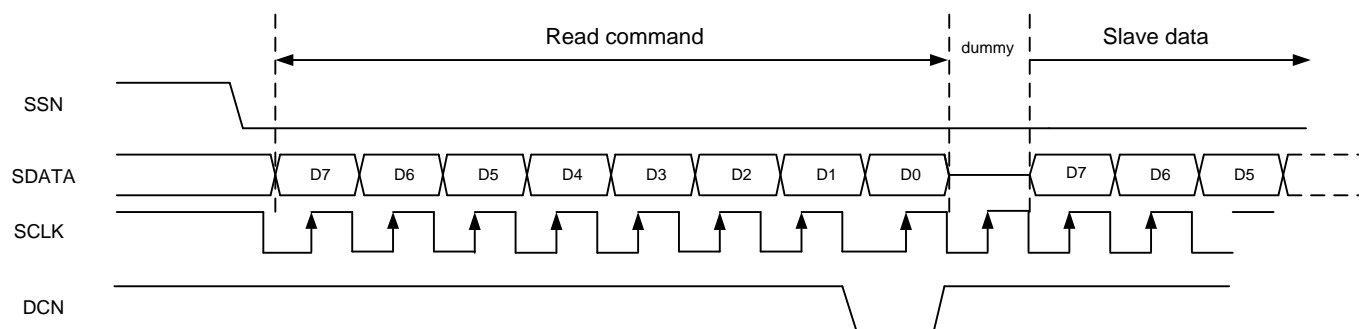 Read command
dummy
Slave data
SSN
SDATA D7 D6 D5 D4 D3 D2 D1 D0 D7 D6 D5
SCLK
DCN